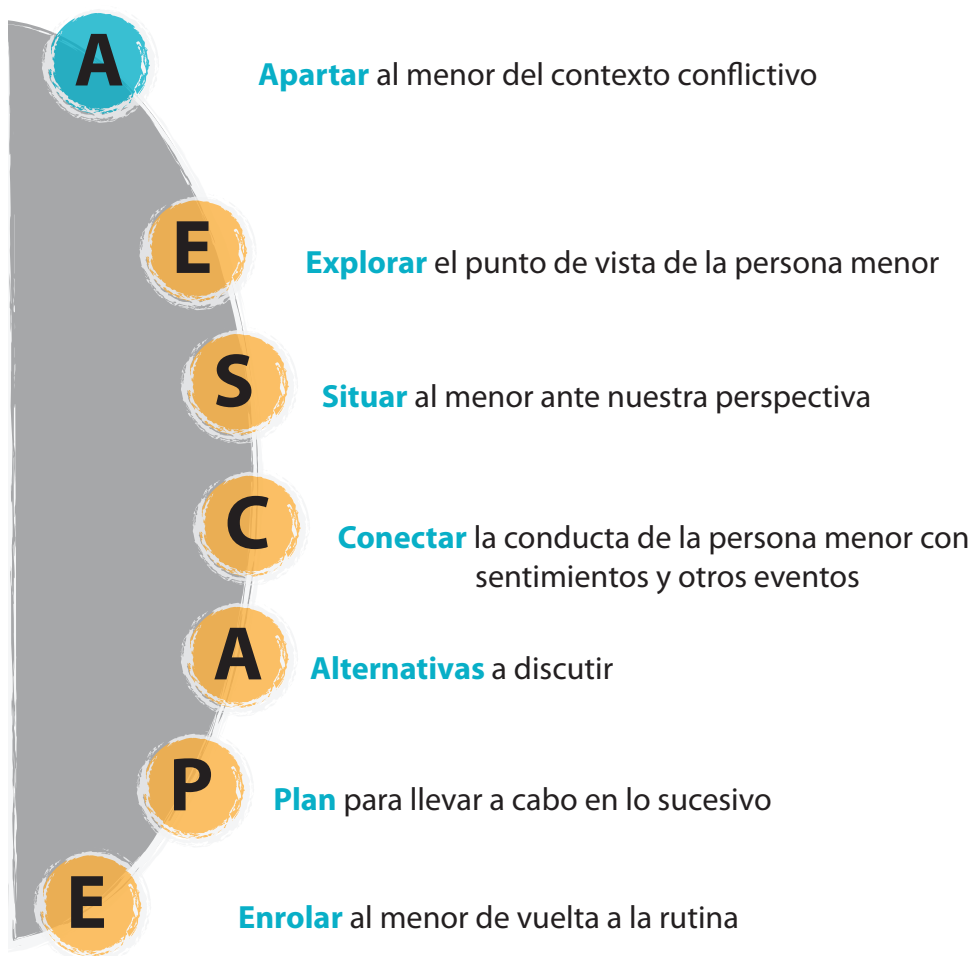 A
Apartar al menor del contexto conflictivo
E
Explorar el punto de vista de la persona menor
S
Situar al menor ante nuestra perspectiva
C
Conectar la conducta de la persona menor con
sentimientos y otros eventos
A
Alternativas a discutir
P
Plan para llevar a cabo en lo sucesivo
E
Enrolar al menor de vuelta a la rutina